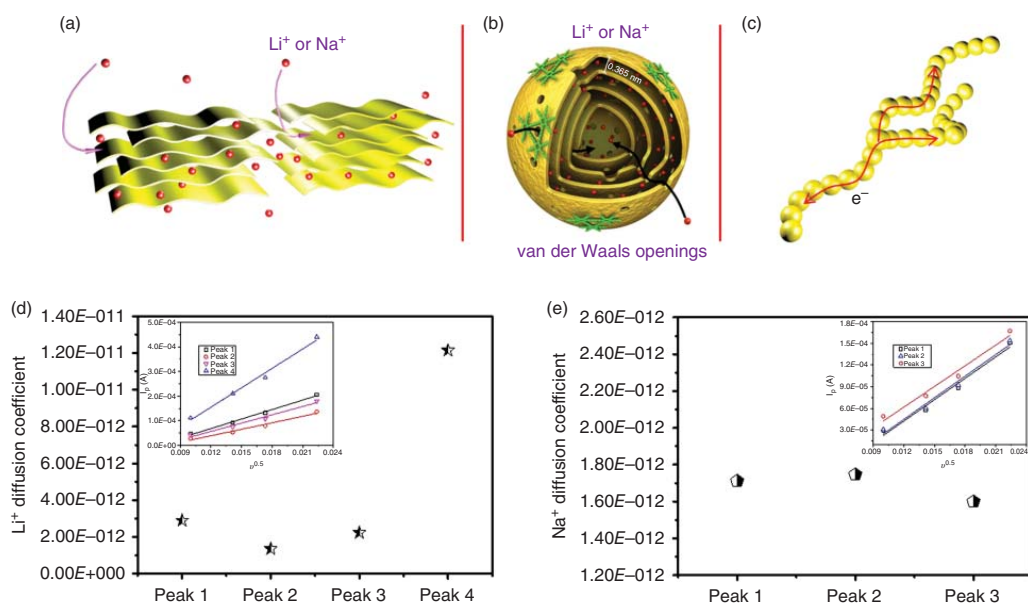 (a)
Li⁺ or Na⁺
(b)
Li⁺ or Na⁺
0.365 nm
van der Waals openings
(c)
e⁻
(d)
Li⁺ diffusion coefficient
1.40E−011
1.20E−011
1.00E−011
8.00E−012
6.00E−012
4.00E−012
2.00E−012
0.00E+000
Peak 1 Peak 2 Peak 3 Peak 4
5.0E−04
4.0E−04
3.0E−04
2.0E−04
1.0E−04
0.0E+00
Iₚ (A)
Peak 1
Peak 2
Peak 3
Peak 4
0.009 0.012 0.015 0.018 0.021 0.024
ν⁰·⁵
(e)
Na⁺ diffusion coefficient
2.60E−012
2.40E−012
2.20E−012
2.00E−012
1.80E−012
1.60E−012
1.40E−012
1.20E−012
Peak 1 Peak 2 Peak 3
1.8E−04
1.5E−04
1.2E−04
9.0E−05
6.0E−05
3.0E−05
Iₚ (A)
Peak 1
Peak 2
Peak 3
0.009 0.012 0.015 0.018 0.021 0.024
ν⁰·⁵